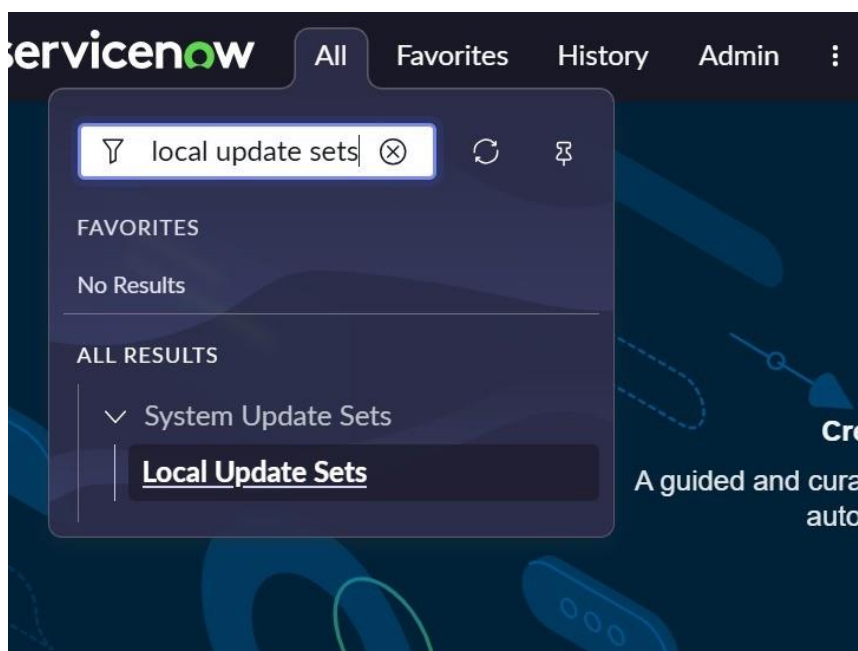 servicenow All Favorites History Admin
local update sets
FAVORITES
No Results
ALL RESULTS
System Update Sets
Local Update Sets
Cre
A guided and cura
auto